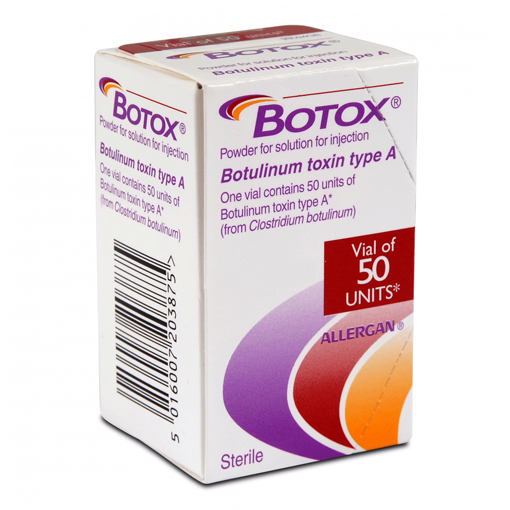 Vial of 50
BOTOX®
Powder for solution for injection
Botulinum toxin type A
BOTOX®
Powder for solution for injection
Botulinum toxin type A
One vial contains 50 units of
Botulinum toxin type A*
(from Clostridium botulinum)
5 016007 203875 >
BOTOX®
Powder for solution for injection
Botulinum toxin type A
One vial contains 50 units of
Botulinum toxin type A*
(from Clostridium botulinum)
Vial of
50
UNITS*
ALLERGAN®
Sterile